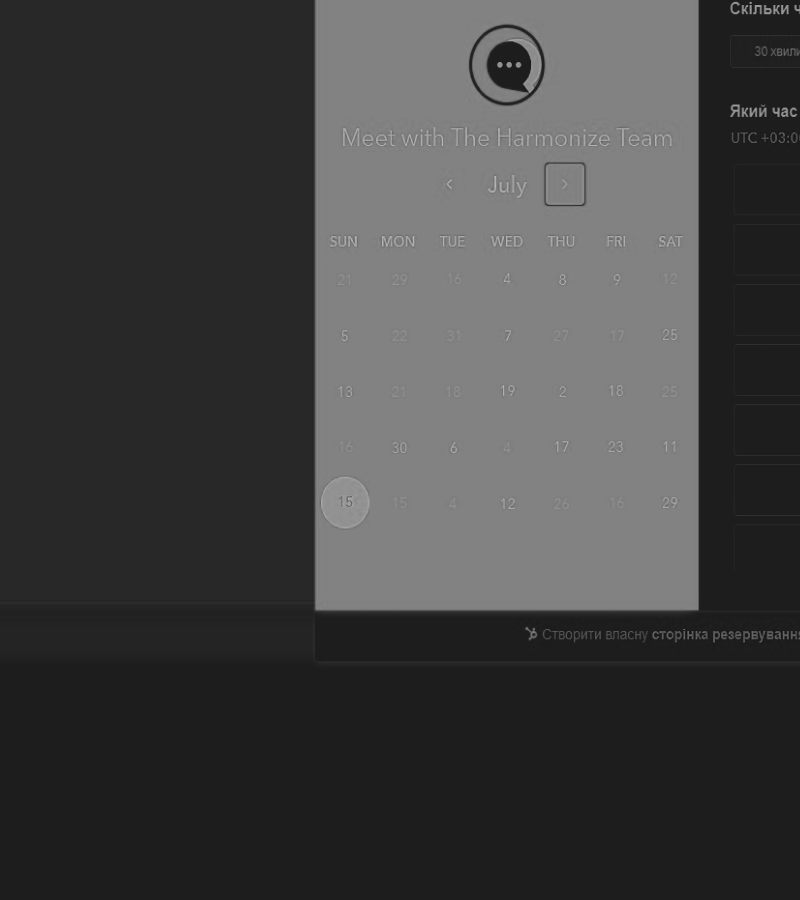 Скільки ч
30 хвили
Meet with The Harmonize Team
Який час
UTC +03:0
July
SUN MON TUE WED THU FRI SAT
21 29 16 4 8 9 12
5 22 31 7 27 17 25
13 21 18 19 2 18 25
16 30 6 4 17 23 11
15 15 4 12 26 16 29
Створити власну сторінка резервування